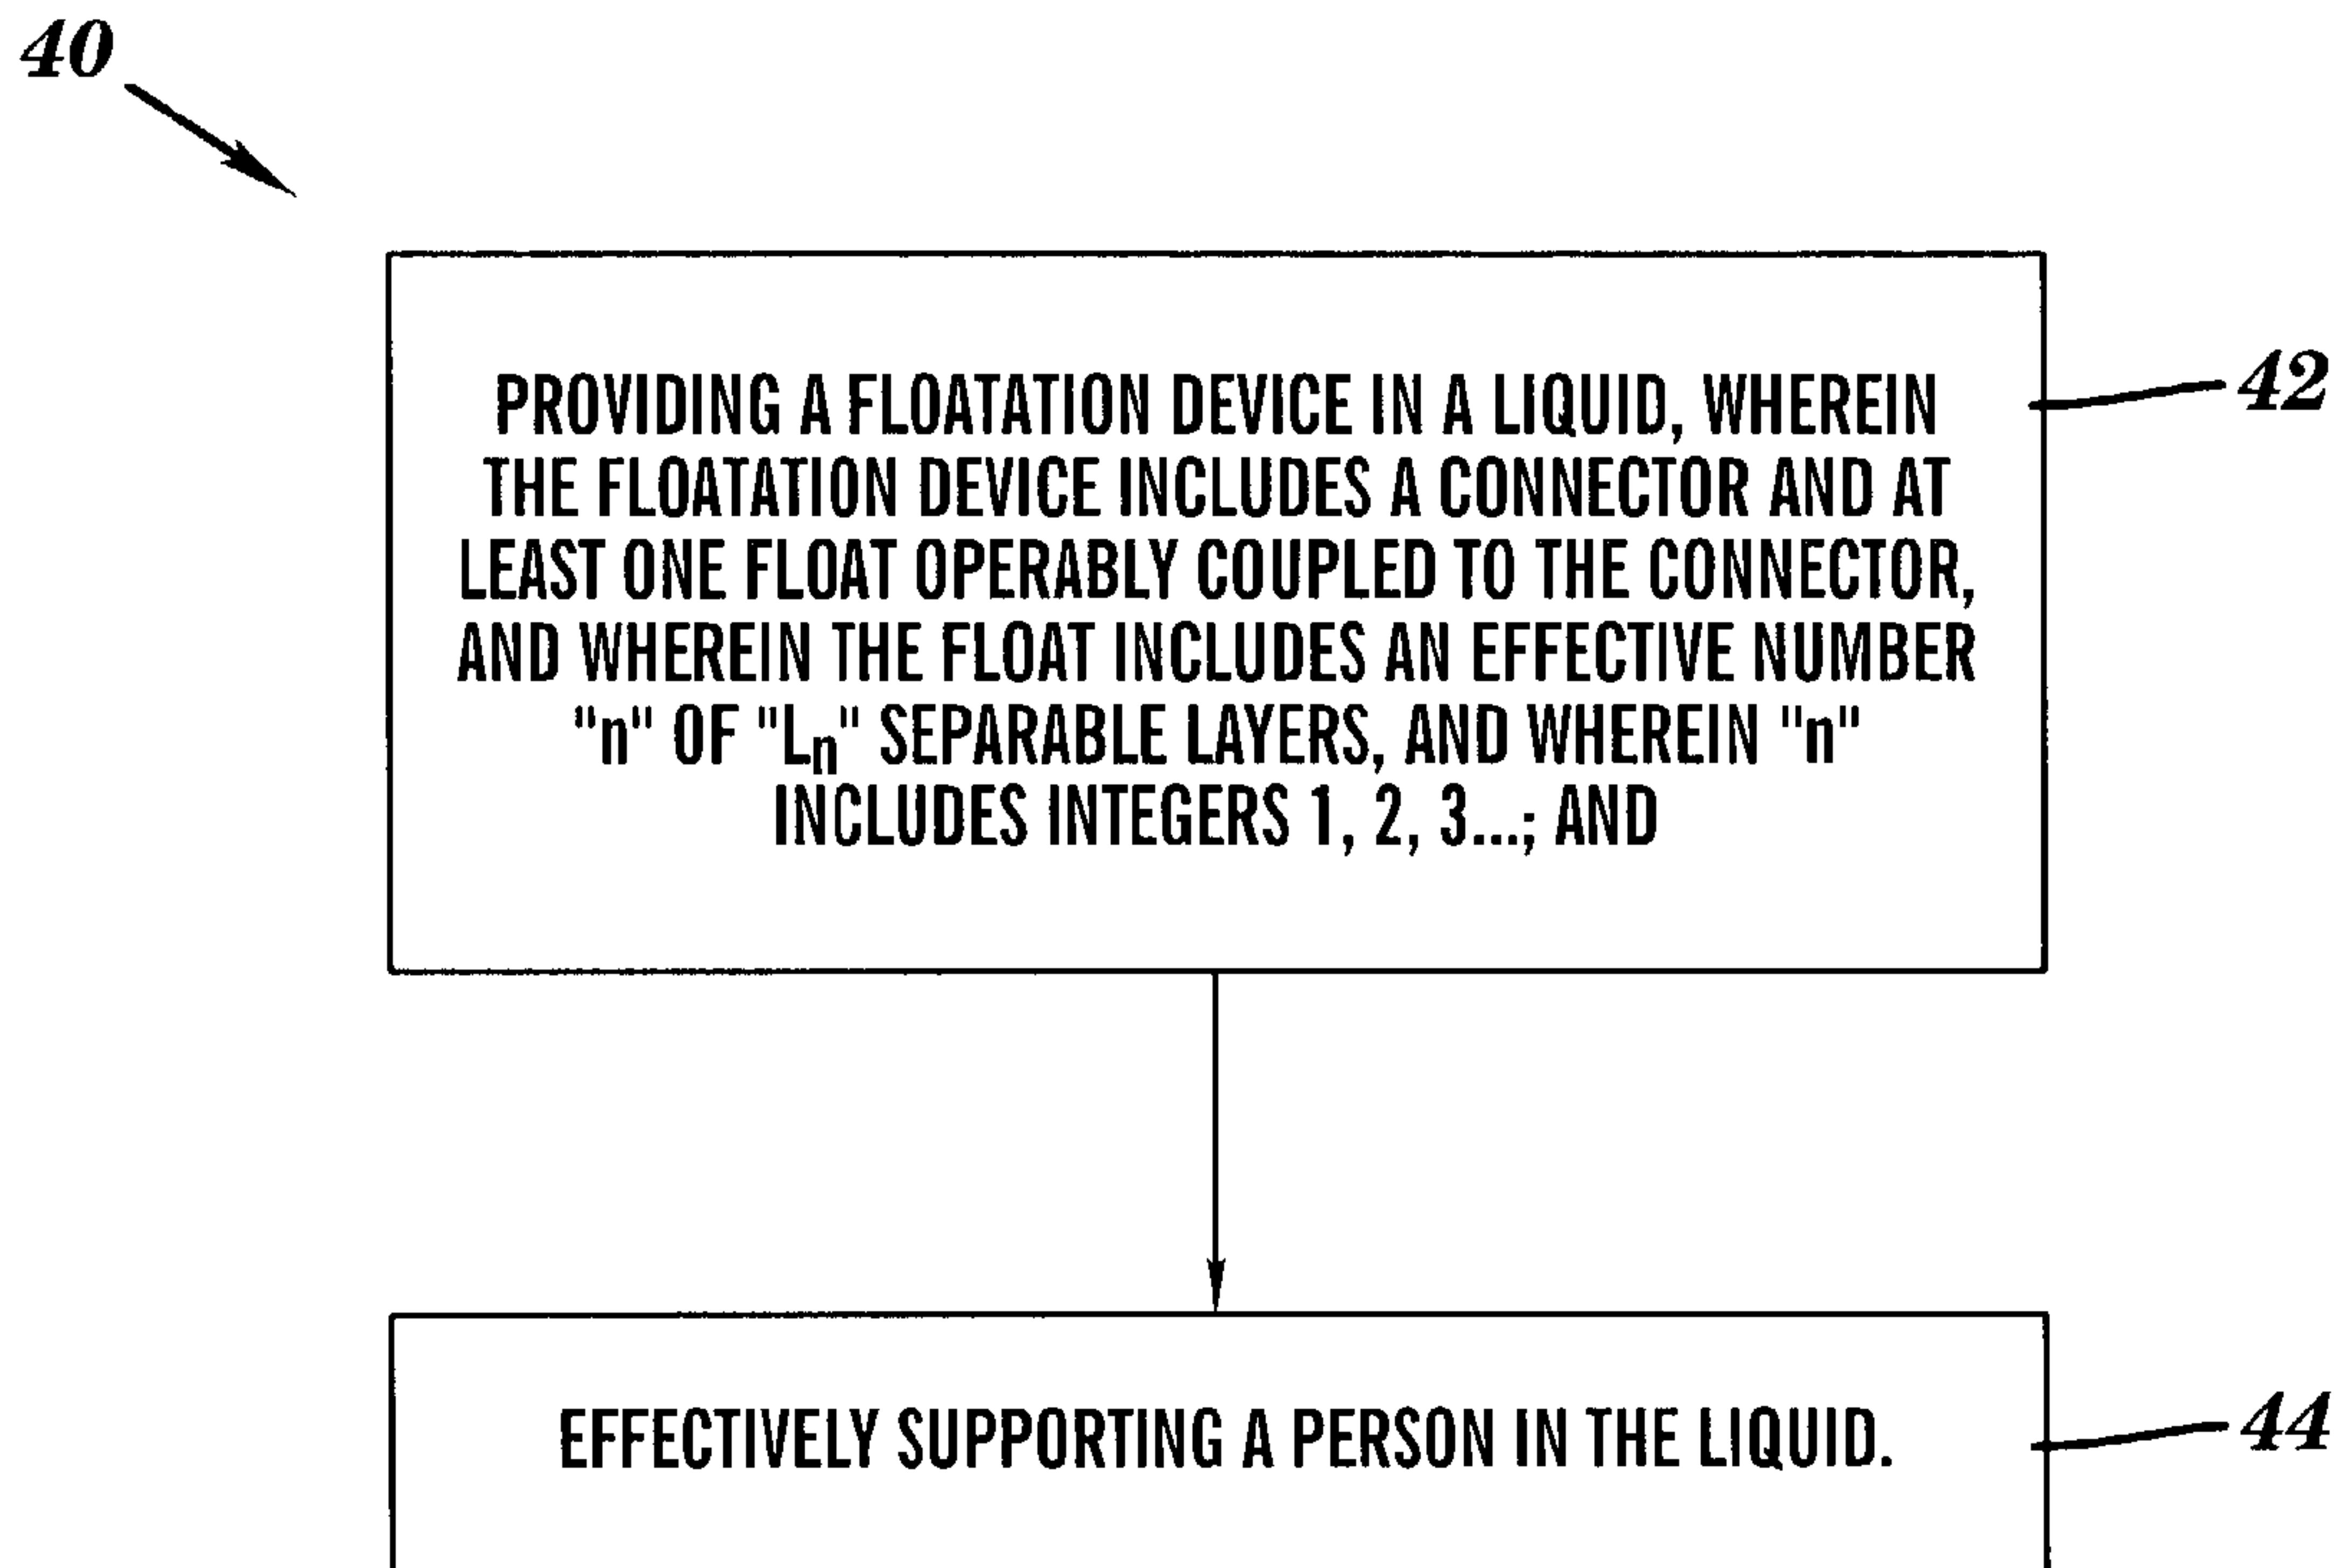 40
PROVIDING A FLOATATION DEVICE IN A LIQUID, WHEREIN
42
THE FLOATATION DEVICE INCLUDES A CONNECTOR AND AT
LEAST ONE FLOAT OPERABLY COUPLED TO THE CONNECTOR,
AND WHEREIN THE FLOAT INCLUDES AN EFFECTIVE NUMBER
"n" OF "Ln" SEPARABLE LAYERS, AND WHEREIN "n"
INCLUDES INTEGERS 1, 2, 3...; AND
EFFECTIVELY SUPPORTING A PERSON IN THE LIQUID.
44